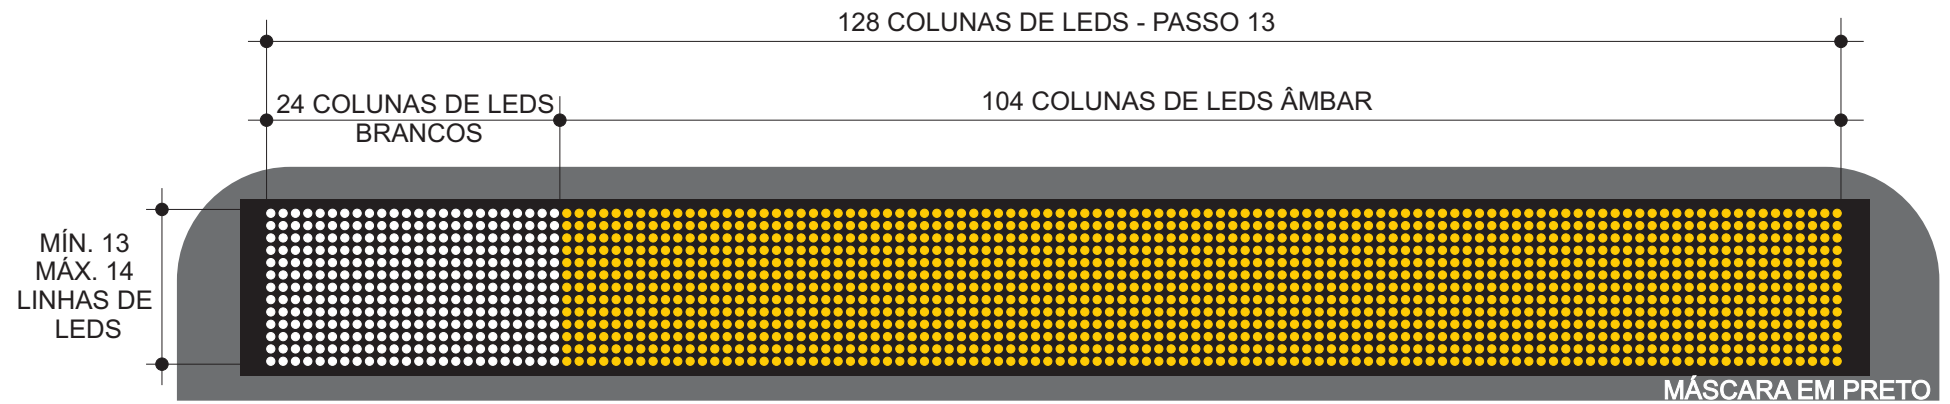 128 COLUNAS DE LEDS - PASSO 13
24 COLUNAS DE LEDS
BRANCOS
104 COLUNAS DE LEDS ÂMBAR
MÍN. 13
MÁX. 14
LINHAS DE
LEDS
MÁSCARA EM PRETO